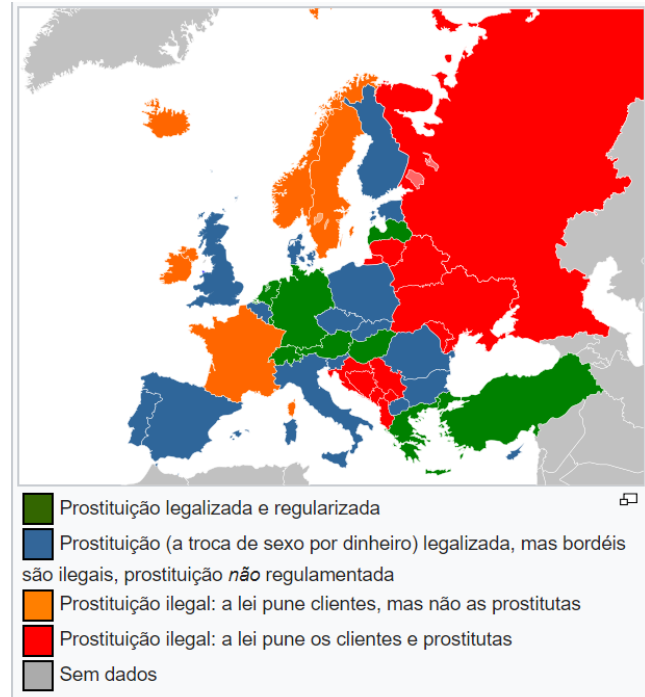 Prostituição legalizada e regularizada
Prostituição (a troca de sexo por dinheiro) legalizada, mas bordéis
são ilegais, prostituição não regulamentada
Prostituição ilegal: a lei pune clientes, mas não as prostitutas
Prostituição ilegal: a lei pune os clientes e prostitutas
Sem dados